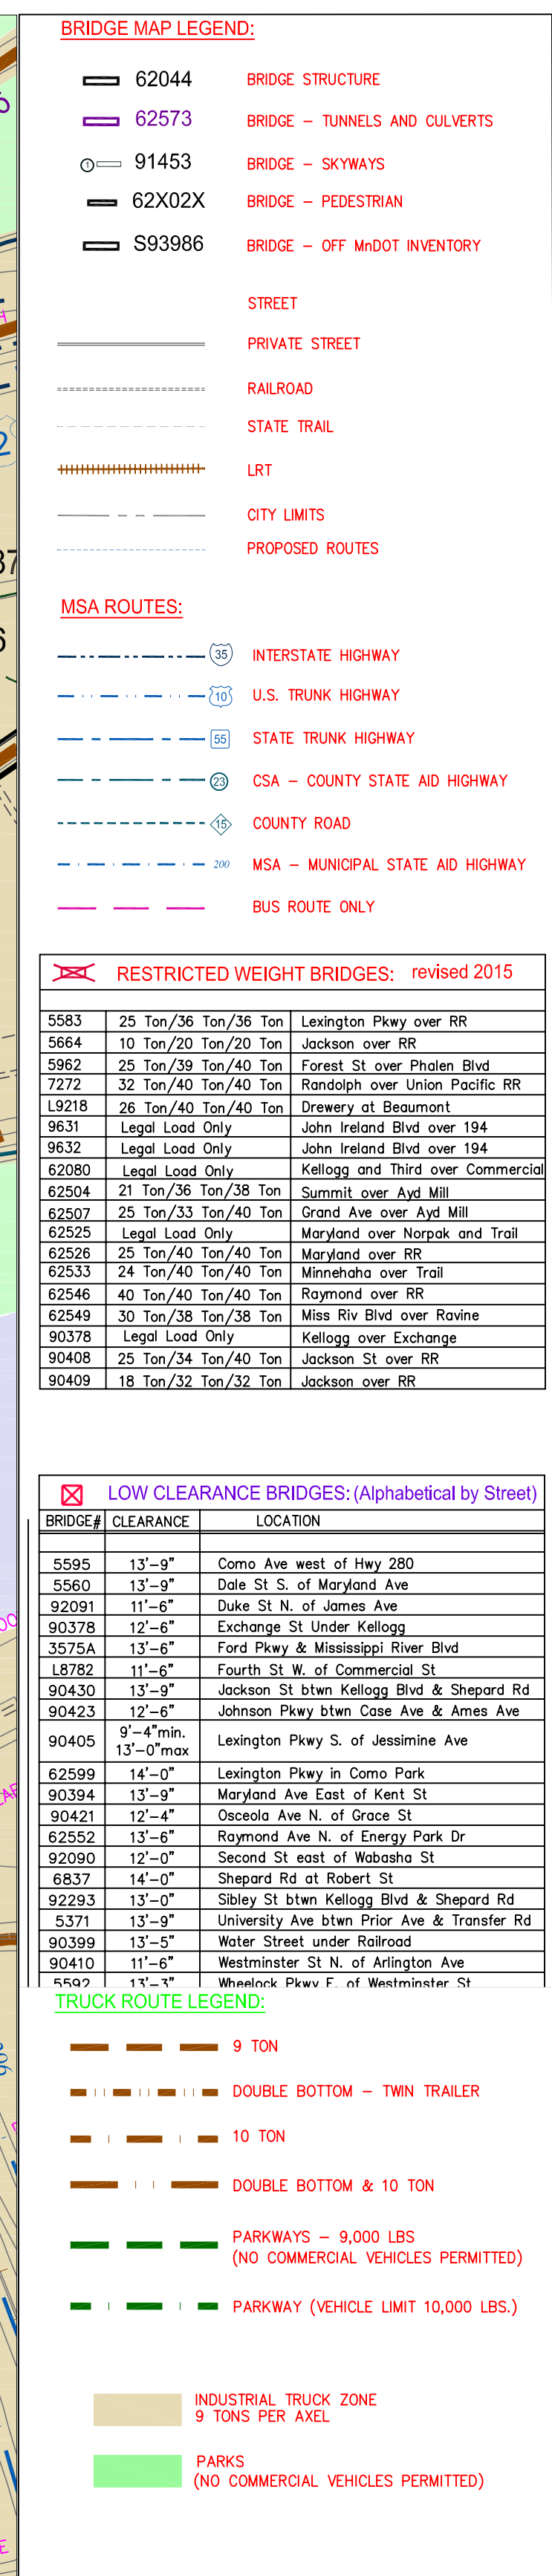 BRIDGE MAP LEGEND:
62044 BRIDGE STRUCTURE
62573 BRIDGE – TUNNELS AND CULVERTS
1 91453 BRIDGE – SKYWAYS
62X02X BRIDGE – PEDESTRIAN
S93986 BRIDGE – OFF MnDOT INVENTORY
STREET
PRIVATE STREET
RAILROAD
STATE TRAIL
LRT
CITY LIMITS
PROPOSED ROUTES
MSA ROUTES:
35 INTERSTATE HIGHWAY
10 U.S. TRUNK HIGHWAY
55 STATE TRUNK HIGHWAY
23 CSA – COUNTY STATE AID HIGHWAY
15 COUNTY ROAD
200 MSA – MUNICIPAL STATE AID HIGHWAY
BUS ROUTE ONLY
RESTRICTED WEIGHT BRIDGES: revised 2015
5583 25 Ton/36 Ton/36 Ton Lexington Pkwy over RR
5664 10 Ton/20 Ton/20 Ton Jackson over RR
5962 25 Ton/39 Ton/40 Ton Forest St over Phalen Blvd
7272 32 Ton/40 Ton/40 Ton Randolph over Union Pacific RR
L9218 26 Ton/40 Ton/40 Ton Drewery at Beaumont
9631 Legal Load Only John Ireland Blvd over 194
9632 Legal Load Only John Ireland Blvd over 194
62080 Legal Load Only Kellogg and Third over Commercial
62504 21 Ton/36 Ton/38 Ton Summit over Ayd Mill
62507 25 Ton/33 Ton/40 Ton Grand Ave over Ayd Mill
62525 Legal Load Only Maryland over Norpak and Trail
62526 25 Ton/40 Ton/40 Ton Maryland over RR
62533 24 Ton/40 Ton/40 Ton Minnehaha over Trail
62546 40 Ton/40 Ton/40 Ton Raymond over RR
62549 30 Ton/38 Ton/38 Ton Miss Riv Blvd over Ravine
90378 Legal Load Only Kellogg over Exchange
90408 25 Ton/34 Ton/40 Ton Jackson St over RR
90409 18 Ton/32 Ton/32 Ton Jackson over RR
LOW CLEARANCE BRIDGES: (Alphabetical by Street)
BRIDGE# CLEARANCE LOCATION
5595 13'–9" Como Ave west of Hwy 280
5560 13'–9" Dale St S. of Maryland Ave
92091 11'–6" Duke St N. of James Ave
90378 12'–6" Exchange St Under Kellogg
3575A 13'–6" Ford Pkwy & Mississippi River Blvd
L8782 11'–6" Fourth St W. of Commercial St
90430 13'–9" Jackson St btwn Kellogg Blvd & Shepard Rd
90423 12'–6" Johnson Pkwy btwn Case Ave & Ames Ave
90405 9'–4"min. 13'–0"max Lexington Pkwy S. of Jessimine Ave
62599 14'–0" Lexington Pkwy in Como Park
90394 13'–9" Maryland Ave East of Kent St
90421 12'–4" Osceola Ave N. of Grace St
62552 13'–6" Raymond Ave N. of Energy Park Dr
92090 12'–0" Second St east of Wabasha St
6837 14'–0" Shepard Rd at Robert St
92293 13'–0" Sibley St btwn Kellogg Blvd & Shepard Rd
5371 13'–9" University Ave btwn Prior Ave & Transfer Rd
90399 13'–5" Water Street under Railroad
90410 11'–6" Westminster St N. of Arlington Ave
5592 13'–3" Wheelock Pkwy E. of Westminster St
TRUCK ROUTE LEGEND:
9 TON
DOUBLE BOTTOM – TWIN TRAILER
10 TON
DOUBLE BOTTOM & 10 TON
PARKWAYS – 9,000 LBS
(NO COMMERCIAL VEHICLES PERMITTED)
PARKWAY (VEHICLE LIMIT 10,000 LBS.)
INDUSTRIAL TRUCK ZONE
9 TONS PER AXEL
PARKS
(NO COMMERCIAL VEHICLES PERMITTED)